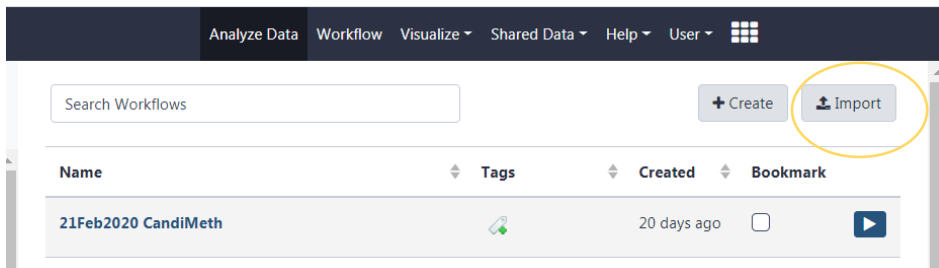 Analyze Data Workflow Visualize Shared Data Help User
Search Workflows Create Import
Name Tags Created Bookmark
21Feb2020 CandiMeth 20 days ago